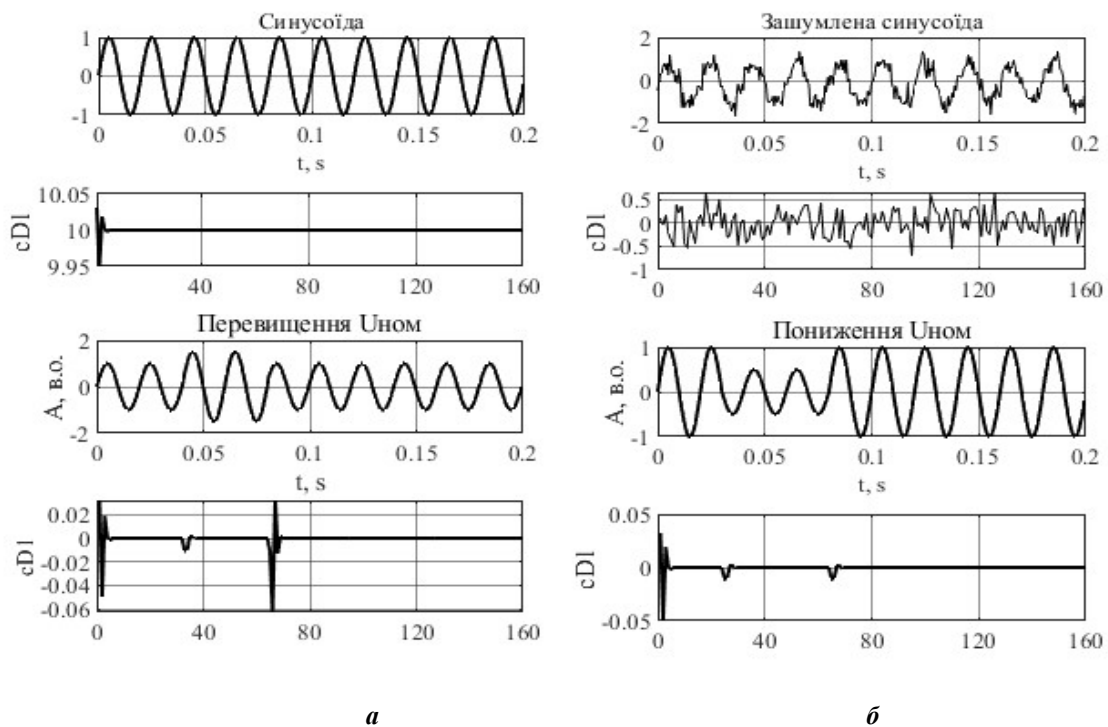 Синусоїда
1
0
-1
0 0.05 0.1 0.15 0.2
t, s
10.05
10
9.95
cD1
40 80 120 160
Перевищення Uном
2
0
-2
А, в.о.
0 0.05 0.1 0.15 0.2
t, s
0.02
0
-0.02
-0.04
-0.06
cD1
0 40 80 120 160
а
Зашумлена синусоїда
2
0
-2
0 0.05 0.1 0.15 0.2
t, s
0.5
0
-0.5
-1
cD1
0 40 80 120 160
Пониження Uном
1
0
-1
А, в.о.
0 0.05 0.1 0.15 0.2
t, s
0.05
0
-0.05
cD1
0 40 80 120 160
б